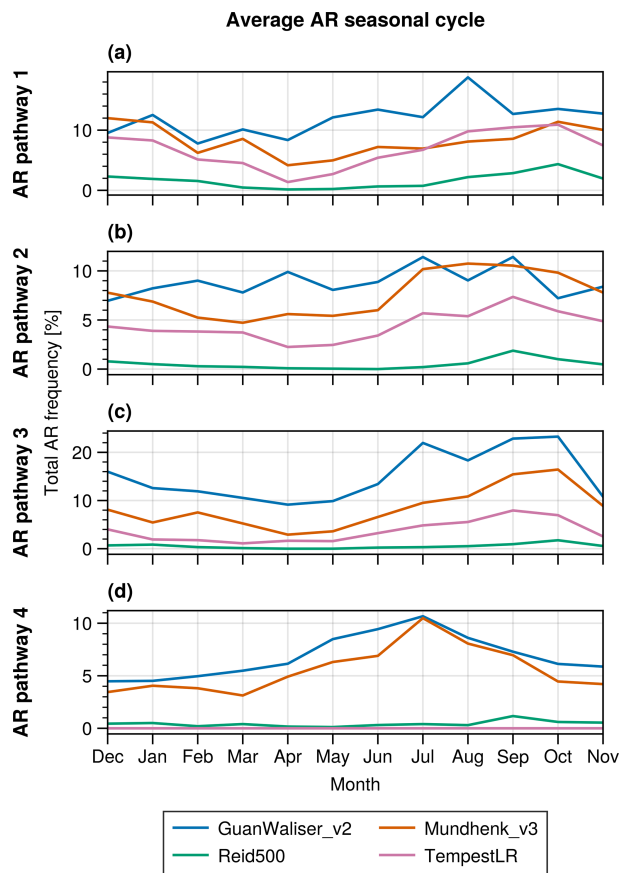 Average AR seasonal cycle
(a)
AR pathway 1
10
0
(b)
AR pathway 2
10
5
0
Total AR frequency [%]
(c)
AR pathway 3
20
10
0
(d)
AR pathway 4
10
5
0
Dec Jan Feb Mar Apr May Jun Jul Aug Sep Oct Nov
Month
GuanWaliser_v2 Mundhenk_v3
Reid500 TempestLR